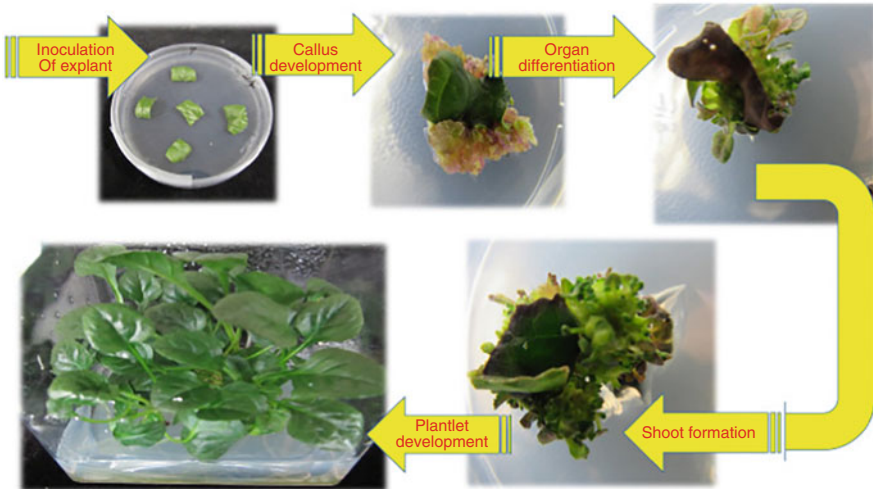 Inoculation
Of explant
Callus
development
Organ
differentiation
Shoot formation
Plantlet
development